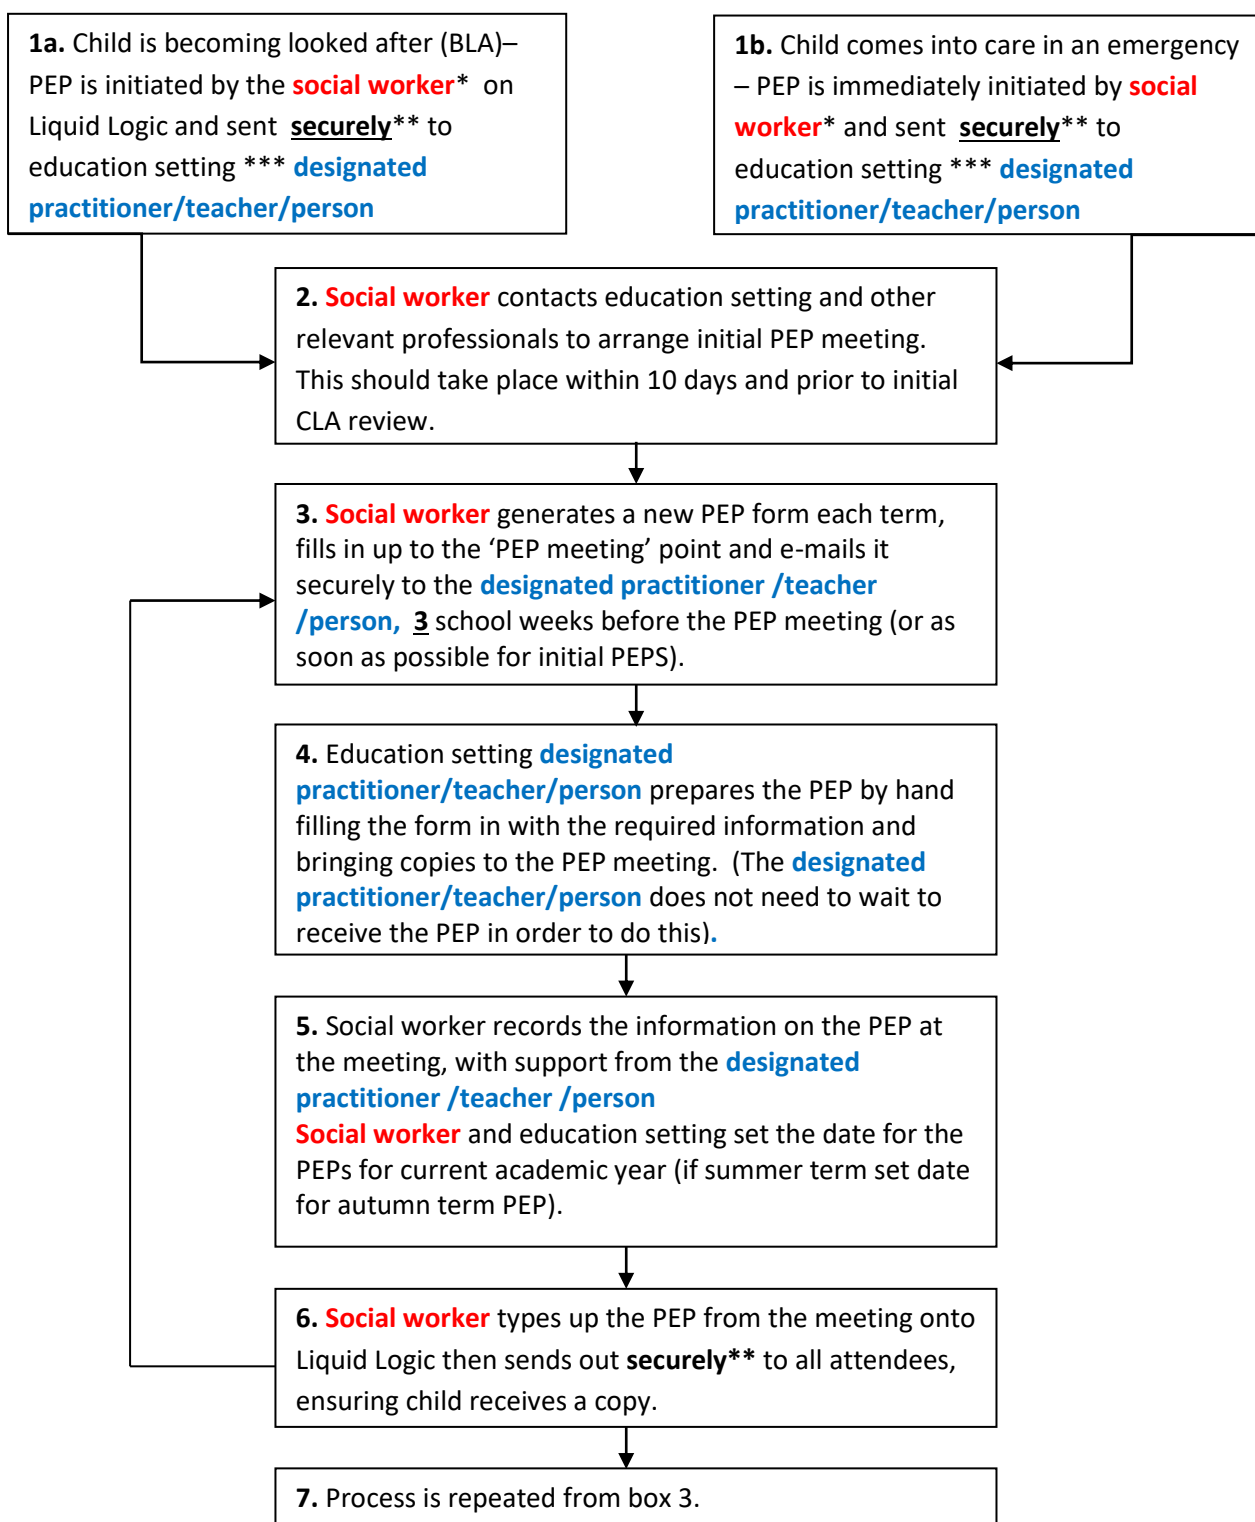 1a. Child is becoming looked after (BLA)–
PEP is initiated by the social worker* on
Liquid Logic and sent securely** to
education setting *** designated
practitioner/teacher/person
1b. Child comes into care in an emergency
– PEP is immediately initiated by social
worker* and sent securely** to
education setting *** designated
practitioner/teacher/person
2. Social worker contacts education setting and other
relevant professionals to arrange initial PEP meeting.
This should take place within 10 days and prior to initial
CLA review.
3. Social worker generates a new PEP form each term,
fills in up to the ‘PEP meeting’ point and e-mails it
securely to the designated practitioner /teacher
/person, 3 school weeks before the PEP meeting (or as
soon as possible for initial PEPS).
4. Education setting designated
practitioner/teacher/person prepares the PEP by hand
filling the form in with the required information and
bringing copies to the PEP meeting. (The designated
practitioner/teacher/person does not need to wait to
receive the PEP in order to do this).
5. Social worker records the information on the PEP at
the meeting, with support from the designated
practitioner /teacher /person
Social worker and education setting set the date for the
PEPs for current academic year (if summer term set date
for autumn term PEP).
6. Social worker types up the PEP from the meeting onto
Liquid Logic then sends out securely** to all attendees,
ensuring child receives a copy.
7. Process is repeated from box 3.